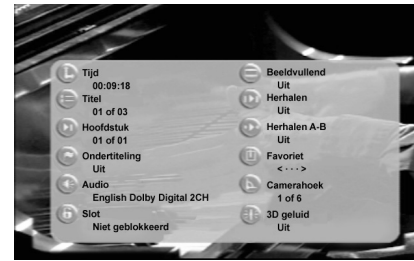 Tijd
00:09:18
Titel
01 of 03
Hoofdstuk
01 of 01
Ondertiteling
Uit
Audio
English Dolby Digital 2CH
Slot
Niet geblokkeerd
Beeldvullend
Uit
Herhalen
Uit
Herhalen A-B
Uit
Favoriet
< · · · >
Camerahoek
1 of 6
3D geluid
Uit